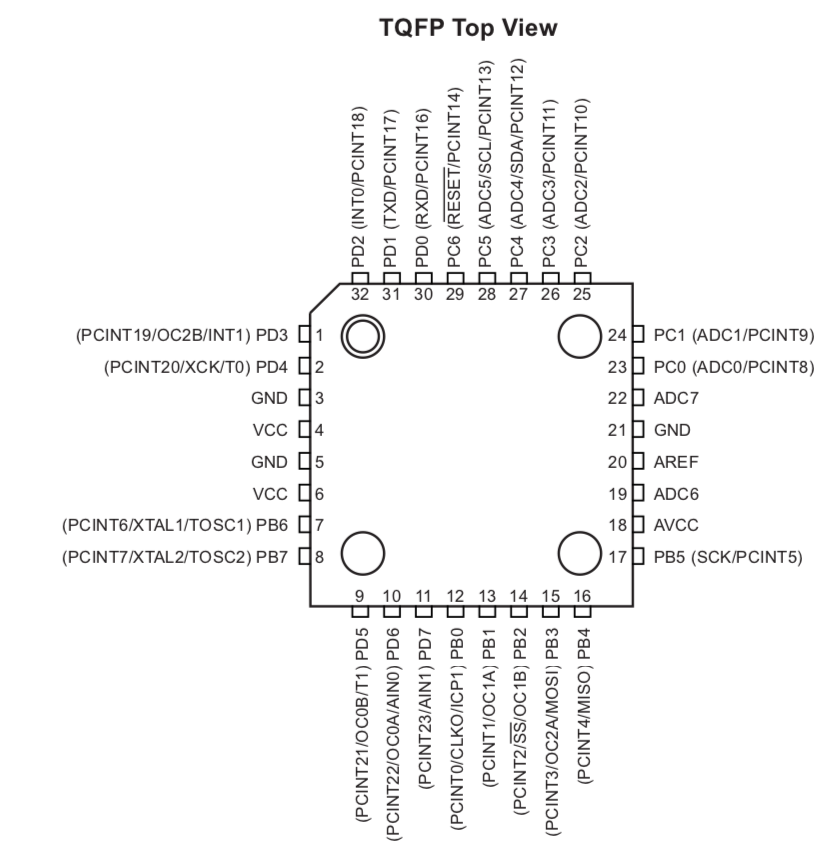 TQFP Top View
PD2 (INT0/PCINT18)
PD1 (TXD/PCINT17)
PD0 (RXD/PCINT16)
PC6 (RESET/PCINT14)
PC5 (ADC5/SCL/PCINT13)
PC4 (ADC4/SDA/PCINT12)
PC3 (ADC3/PCINT11)
PC2 (ADC2/PCINT10)
32 31 30 29 28 27 26 25
(PCINT19/OC2B/INT1) PD3 1
(PCINT20/XCK/T0) PD4 2
GND 3
VCC 4
GND 5
VCC 6
(PCINT6/XTAL1/TOSC1) PB6 7
(PCINT7/XTAL2/TOSC2) PB7 8
24 PC1 (ADC1/PCINT9)
23 PC0 (ADC0/PCINT8)
22 ADC7
21 GND
20 AREF
19 ADC6
18 AVCC
17 PB5 (SCK/PCINT5)
9 10 11 12 13 14 15 16
(PCINT21/OC0B/T1) PD5
(PCINT22/OC0A/AIN0) PD6
(PCINT23/AIN1) PD7
(PCINT0/CLKO/ICP1) PB0
(PCINT1/OC1A) PB1
(PCINT2/SS/OC1B) PB2
(PCINT3/OC2A/MOSI) PB3
(PCINT4/MISO) PB4